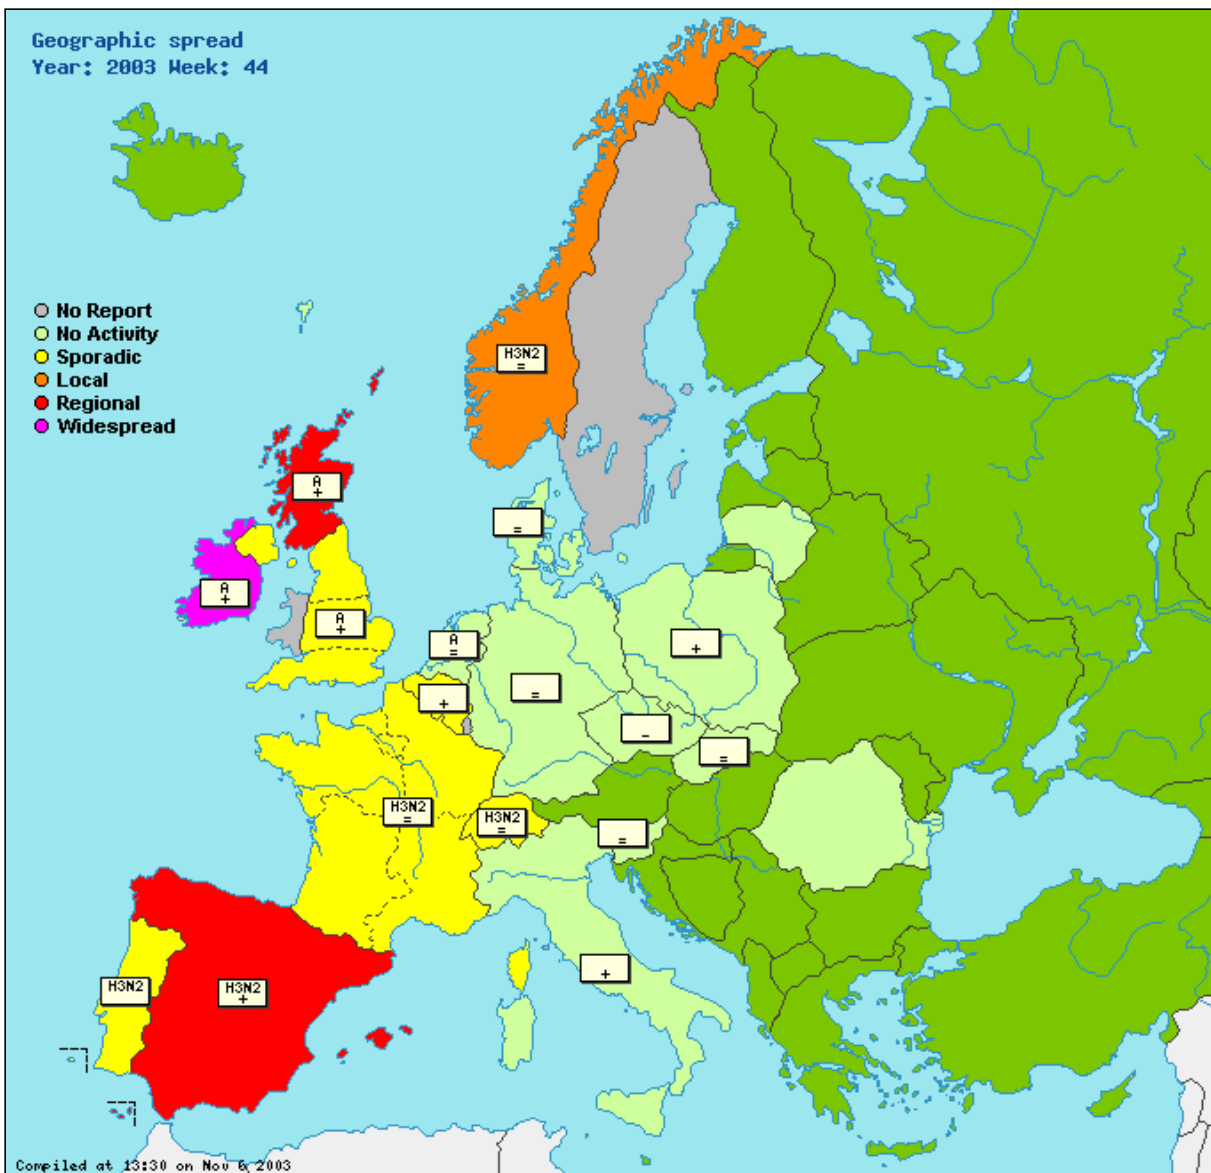 Geographic spread
Year: 2003 Week: 44
No Report
No Activity
Sporadic
Local
Regional
Widespread
H3N2
=
A
+
=
A
+
A
+
A
=
+
=
+
-
=
H3N2
=
H3N2
=
=
+
H3N2
H3N2
+
Compiled at 13:30 on Nov 6 2003